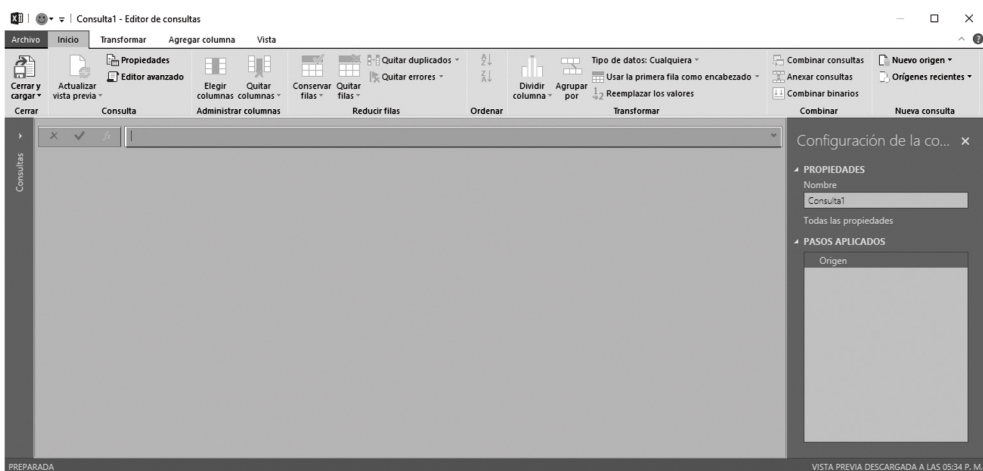 Consulta1 - Editor de consultas
Archivo Inicio Transformar Agregar columna Vista
Cerrar y cargar
Actualizar vista previa
Propiedades
Editor avanzado
Elegir columnas
Quitar columnas
Conservar filas
Quitar filas
Quitar duplicados
Quitar errores
Dividir columna
Agrupar por
Tipo de datos: Cualquiera
Usar la primera fila como encabezado
Reemplazar los valores
Combinar consultas
Anexar consultas
Combinar binarios
Nuevo origen
Orígenes recientes
Cerrar Consulta Administrar columnas Reducir filas Ordenar Transformar Combinar Nueva consulta
Consultas
fx
Configuración de la co...
PROPIEDADES
Nombre
Consulta1
Todas las propiedades
PASOS APLICADOS
Origen
PREPARADA
VISTA PREVIA DESCARGADA A LAS 05:34 P. M.